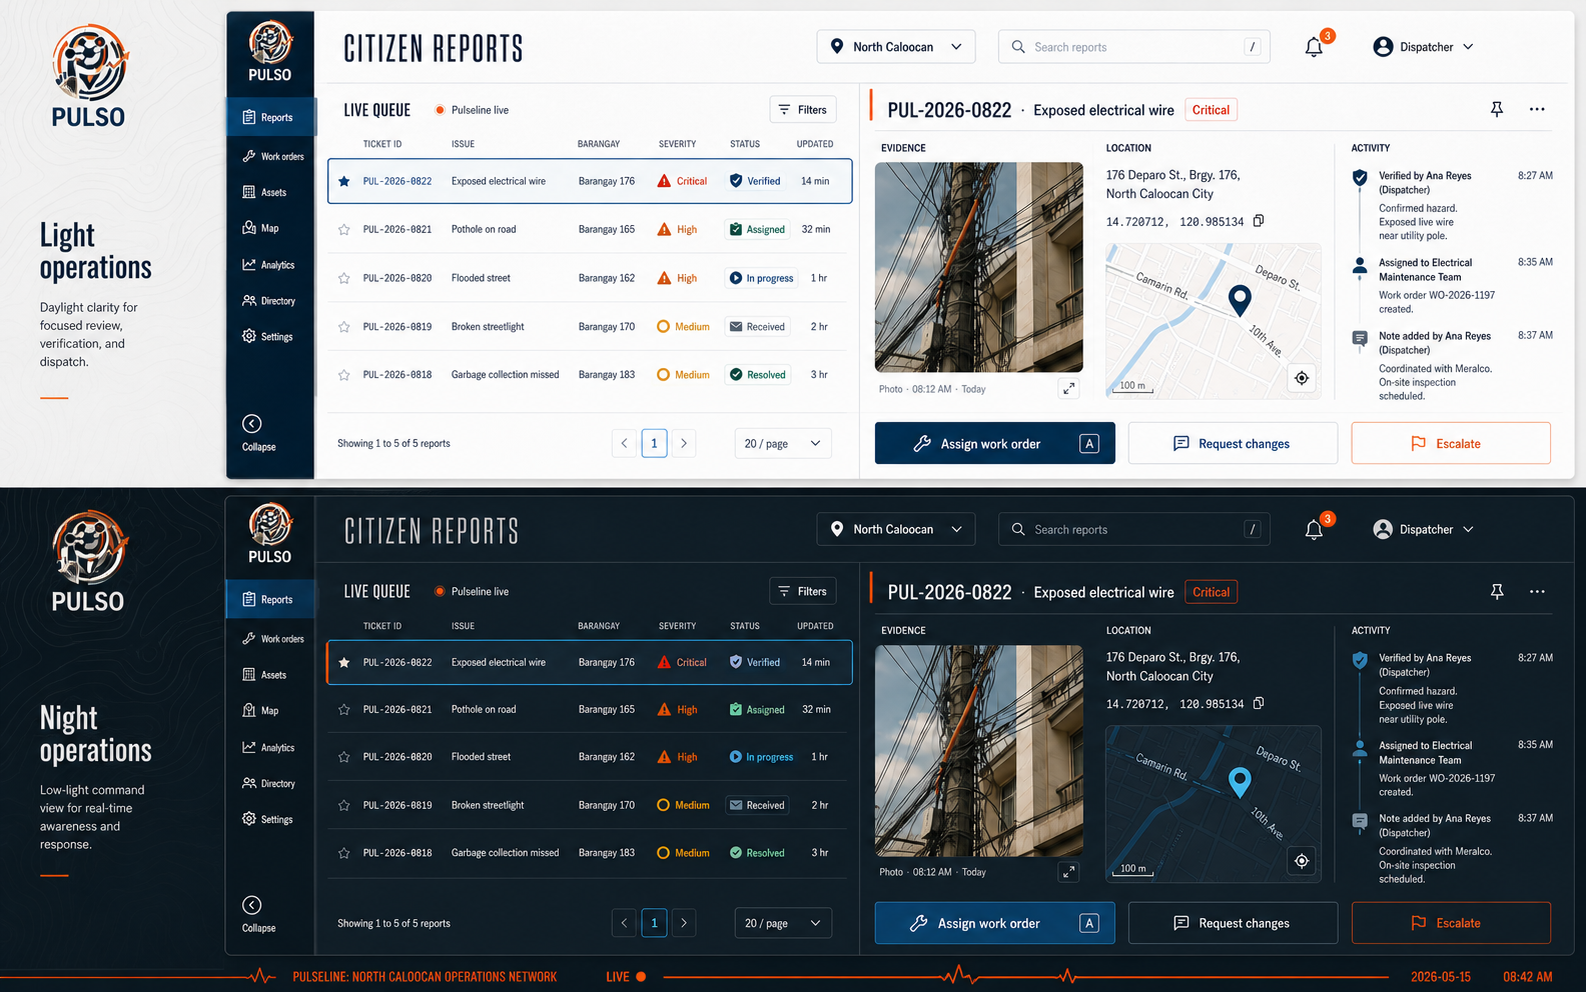 PULSO
Light
operations
Daylight clarity for
focused review,
verification, and
dispatch.
PULSO
Reports
Work orders
Assets
Map
Analytics
Directory
Settings
Collapse
CITIZEN REPORTS
North Caloocan
Search reports
/
3
Dispatcher
LIVE QUEUE
Pulseline live
Filters
TICKET ID ISSUE BARANGAY SEVERITY STATUS UPDATED
PUL-2026-0822 Exposed electrical wire Barangay 176 Critical Verified 14 min
PUL-2026-0821 Pothole on road Barangay 165 High Assigned 32 min
PUL-2026-0820 Flooded street Barangay 162 High In progress 1 hr
PUL-2026-0819 Broken streetlight Barangay 170 Medium Received 2 hr
PUL-2026-0818 Garbage collection missed Barangay 183 Medium Resolved 3 hr
Showing 1 to 5 of 5 reports
1
20 / page
PUL-2026-0822 · Exposed electrical wire
Critical
EVIDENCE
Photo · 08:12 AM · Today
LOCATION
176 Deparo St., Brgy. 176,
North Caloocan City
14.720712, 120.985134
Camarin Rd.
Deparo St.
10th Ave.
100 m
ACTIVITY
Verified by Ana Reyes 8:27 AM
(Dispatcher)
Confirmed hazard.
Exposed live wire
near utility pole.
Assigned to Electrical 8:35 AM
Maintenance Team
Work order WO-2026-1197
created.
Note added by Ana Reyes 8:37 AM
(Dispatcher)
Coordinated with Meralco.
On-site inspection
scheduled.
Assign work order A
Request changes
Escalate
PULSO
Night
operations
Low-light command
view for real-time
awareness and
response.
PULSO
Reports
Work orders
Assets
Map
Analytics
Directory
Settings
Collapse
CITIZEN REPORTS
North Caloocan
Search reports
/
3
Dispatcher
LIVE QUEUE
Pulseline live
Filters
TICKET ID ISSUE BARANGAY SEVERITY STATUS UPDATED
PUL-2026-0822 Exposed electrical wire Barangay 176 Critical Verified 14 min
PUL-2026-0821 Pothole on road Barangay 165 High Assigned 32 min
PUL-2026-0820 Flooded street Barangay 162 High In progress 1 hr
PUL-2026-0819 Broken streetlight Barangay 170 Medium Received 2 hr
PUL-2026-0818 Garbage collection missed Barangay 183 Medium Resolved 3 hr
Showing 1 to 5 of 5 reports
1
20 / page
PUL-2026-0822 · Exposed electrical wire
Critical
EVIDENCE
Photo · 08:12 AM · Today
LOCATION
176 Deparo St., Brgy. 176,
North Caloocan City
14.720712, 120.985134
Camarin Rd.
Deparo St.
10th Ave.
100 m
ACTIVITY
Verified by Ana Reyes 8:27 AM
(Dispatcher)
Confirmed hazard.
Exposed live wire
near utility pole.
Assigned to Electrical 8:35 AM
Maintenance Team
Work order WO-2026-1197
created.
Note added by Ana Reyes 8:37 AM
(Dispatcher)
Coordinated with Meralco.
On-site inspection
scheduled.
Assign work order A
Request changes
Escalate
PULSELINE: NORTH CALOOCAN OPERATIONS NETWORK
LIVE
2026-05-15
08:42 AM